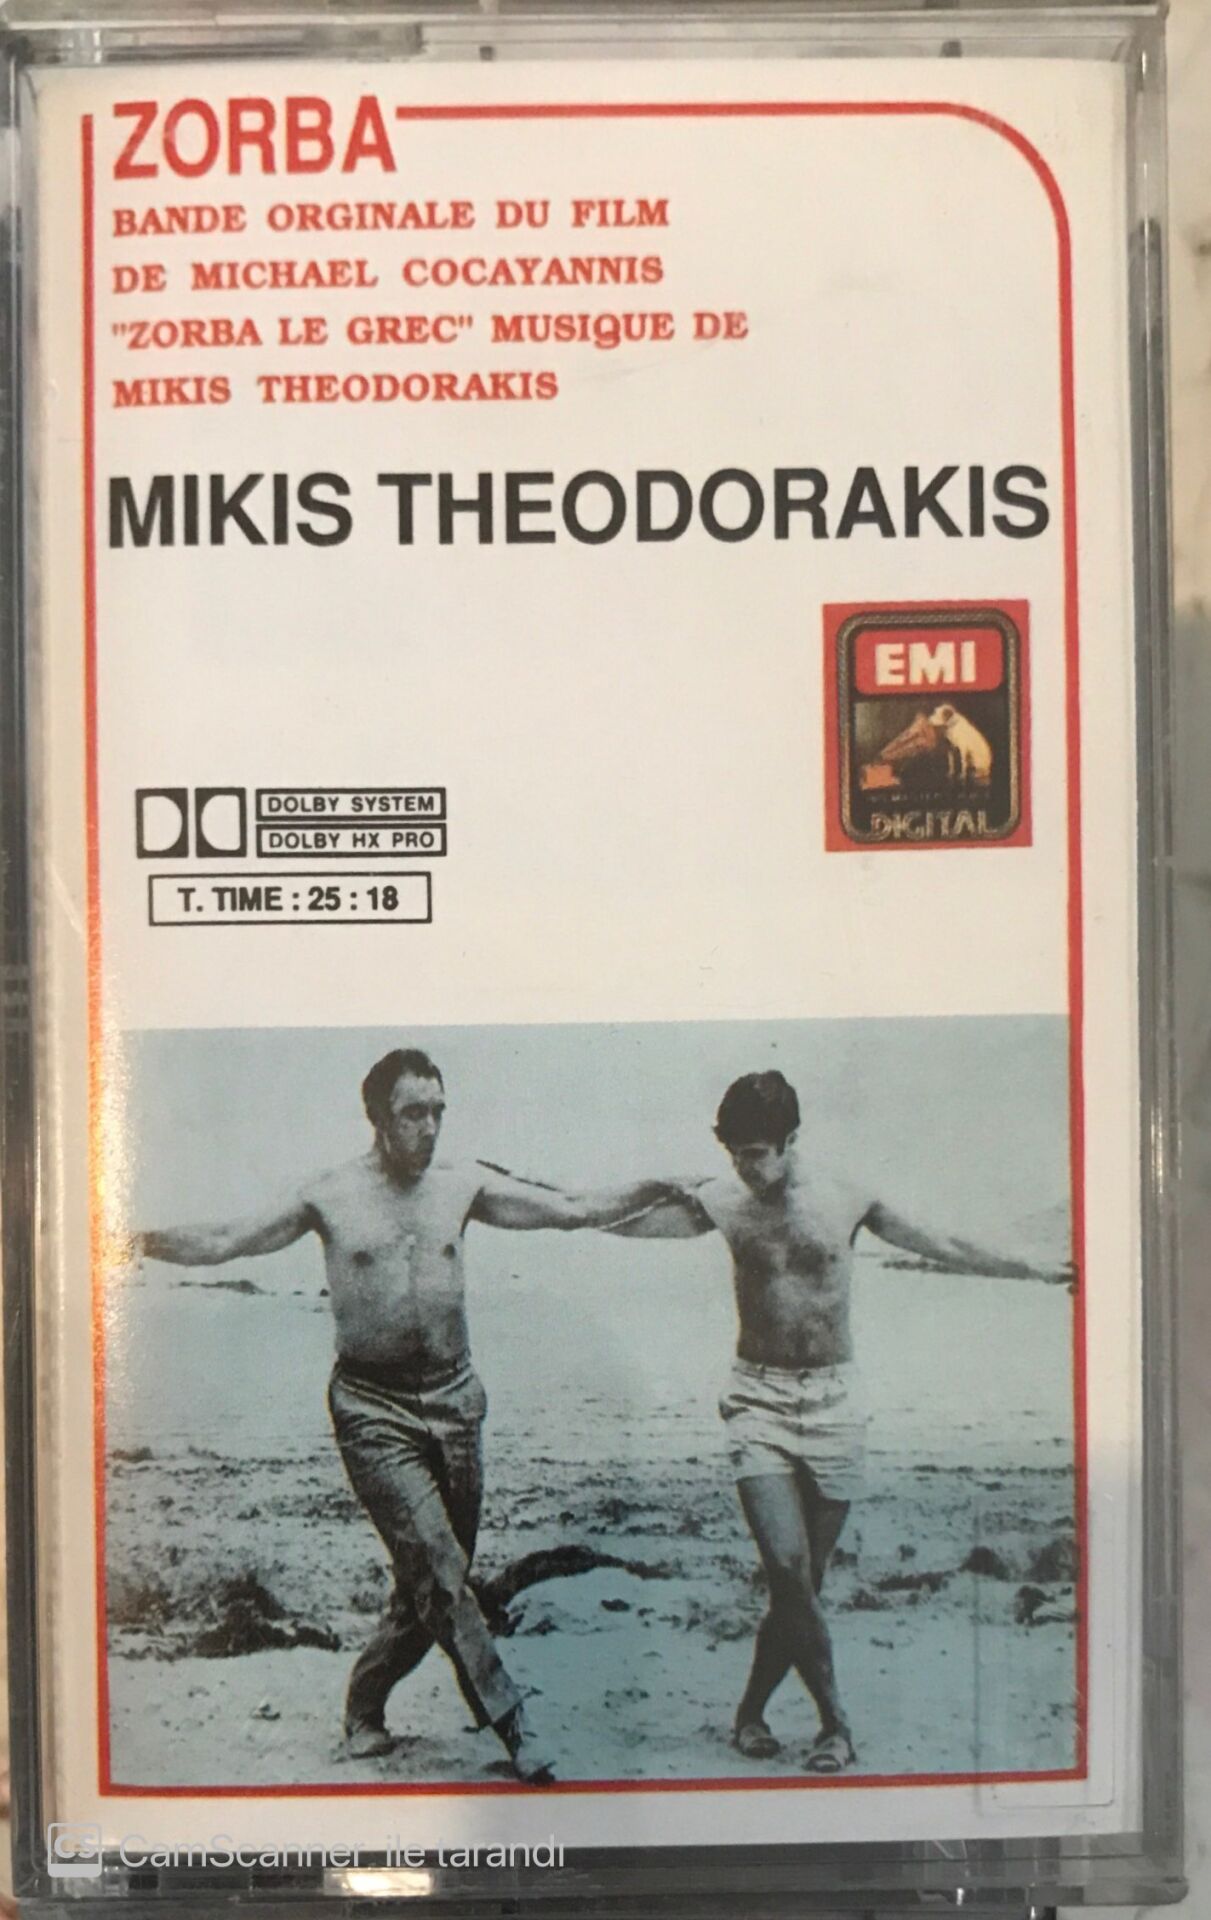 ZORBA
BANDE ORGINALE DU FILM
DE MICHAEL COCAYANNIS
"ZORBA LE GREC" MUSIQUE DE
MIKIS THEODORAKIS
MIKIS THEODORAKIS
EMI
DIGITAL
DOLBY SYSTEM
DOLBY HX PRO
T. TIME : 25 : 18
CS CamScanner ile tarandı